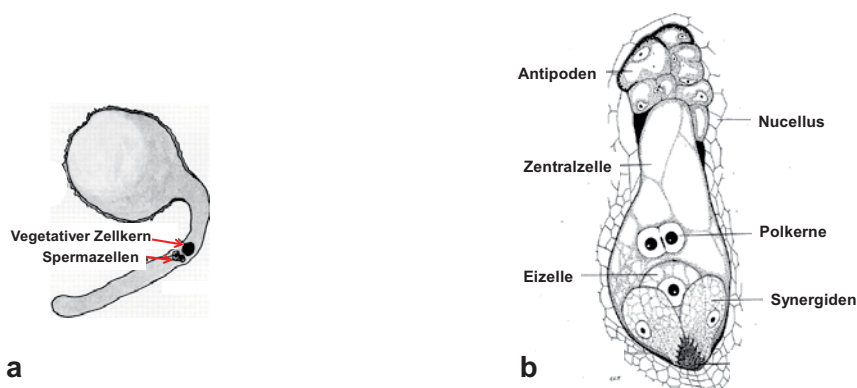 Vegetativer Zellkern
Spermazellen
a
Antipoden
Nucellus
Zentralzelle
Polkerne
Eizelle
Synergiden
b